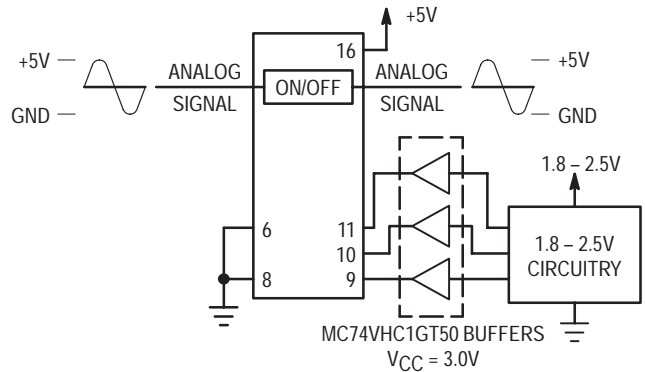 +5V
16
+5V
ANALOG
SIGNAL
ON/OFF
ANALOG
SIGNAL
+5V
GND
GND
1.8 – 2.5V
6
11
10
8
9
1.8 – 2.5V
CIRCUITRY
MC74VHC1GT50 BUFFERS
VCC = 3.0V